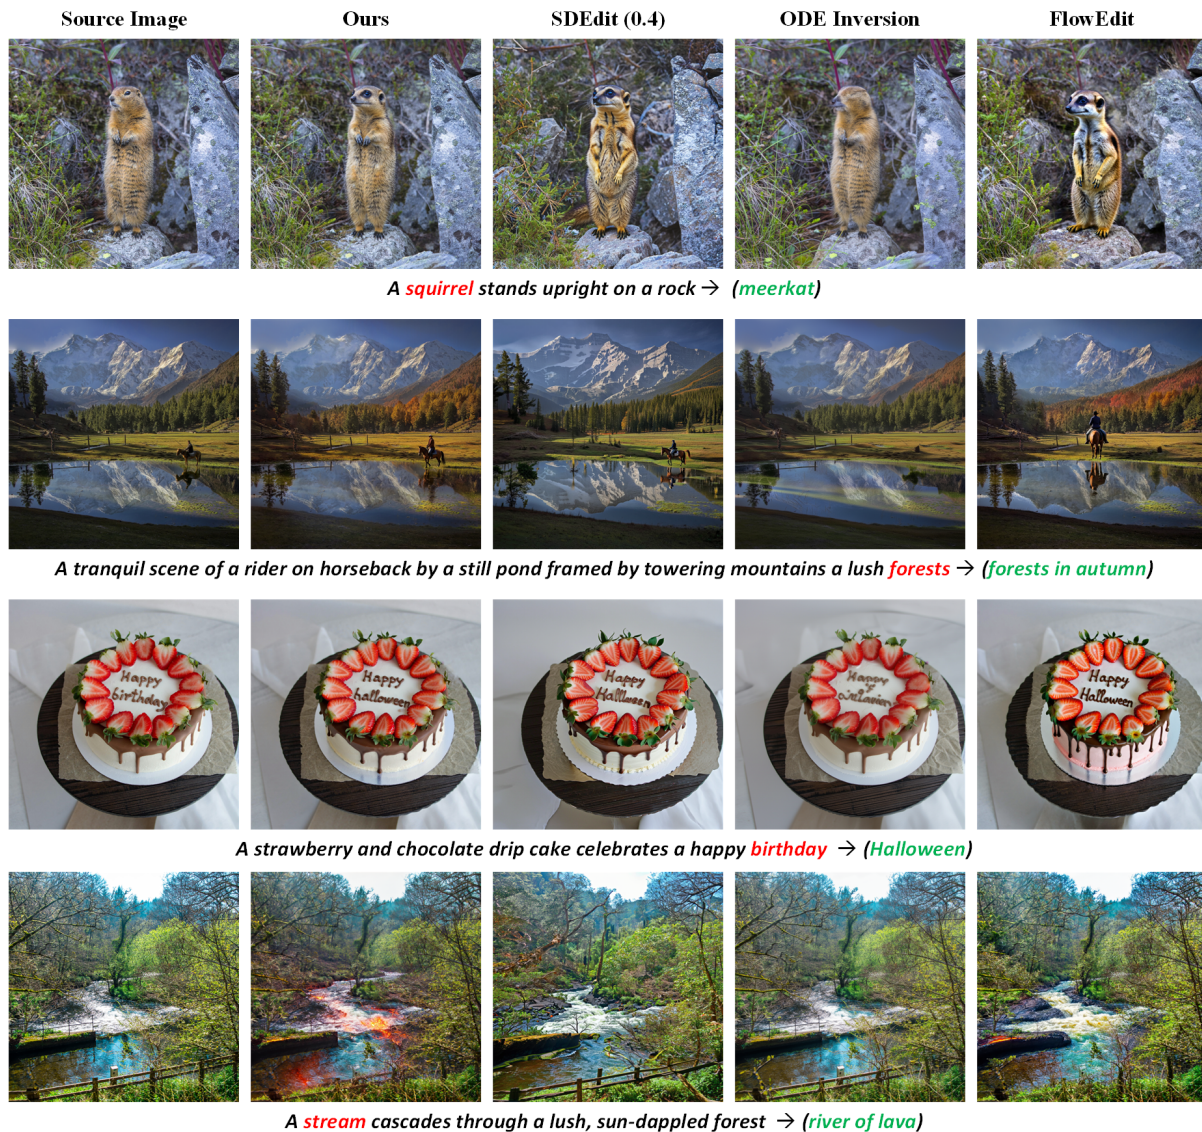 Source Image Ours SDEdit (0.4) ODE Inversion FlowEdit
A squirrel stands upright on a rock → (meerkat)
A tranquil scene of a rider on horseback by a still pond framed by towering mountains a lush forests → (forests in autumn)
Happy
birthday
Happy
halloween
Happy
Happy
Happy
Halloween
A strawberry and chocolate drip cake celebrates a happy birthday → (Halloween)
A stream cascades through a lush, sun-dappled forest → (river of lava)